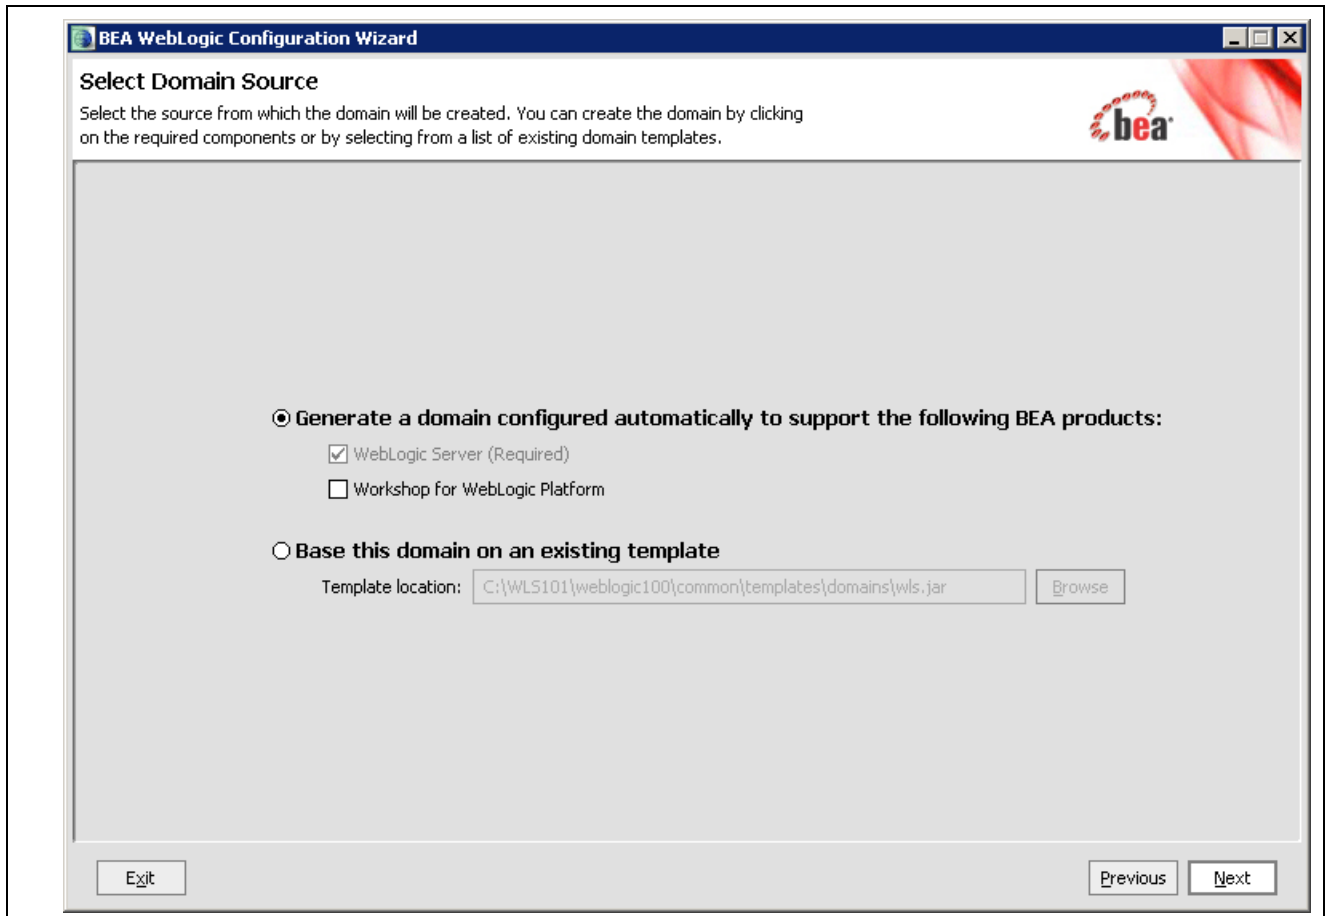 BEA WebLogic Configuration Wizard
Select Domain Source
Select the source from which the domain will be created. You can create the domain by clicking
on the required components or by selecting from a list of existing domain templates.
bea
Generate a domain configured automatically to support the following BEA products:
WebLogic Server (Required)
Workshop for WebLogic Platform
Base this domain on an existing template
Template location: C:\WLS101\weblogic100\common\templates\domains\wls.jar Browse
Exit Previous Next